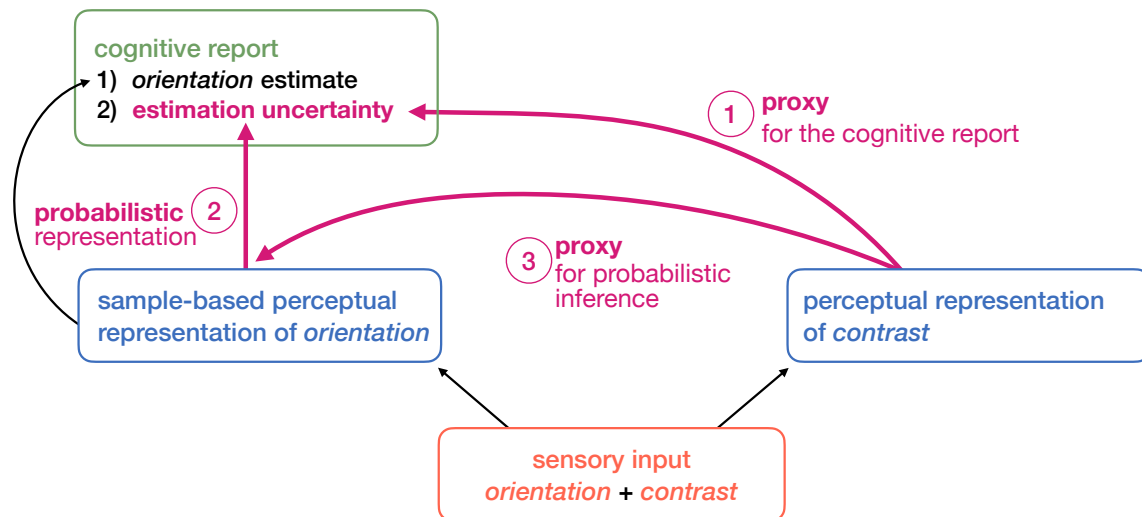 cognitive report
1) orientation estimate
2) estimation uncertainty
1
proxy
for the cognitive report
probabilistic
representation
2
3
proxy
for probabilistic
inference
sample-based perceptual
representation of orientation
perceptual representation
of contrast
sensory input
orientation + contrast